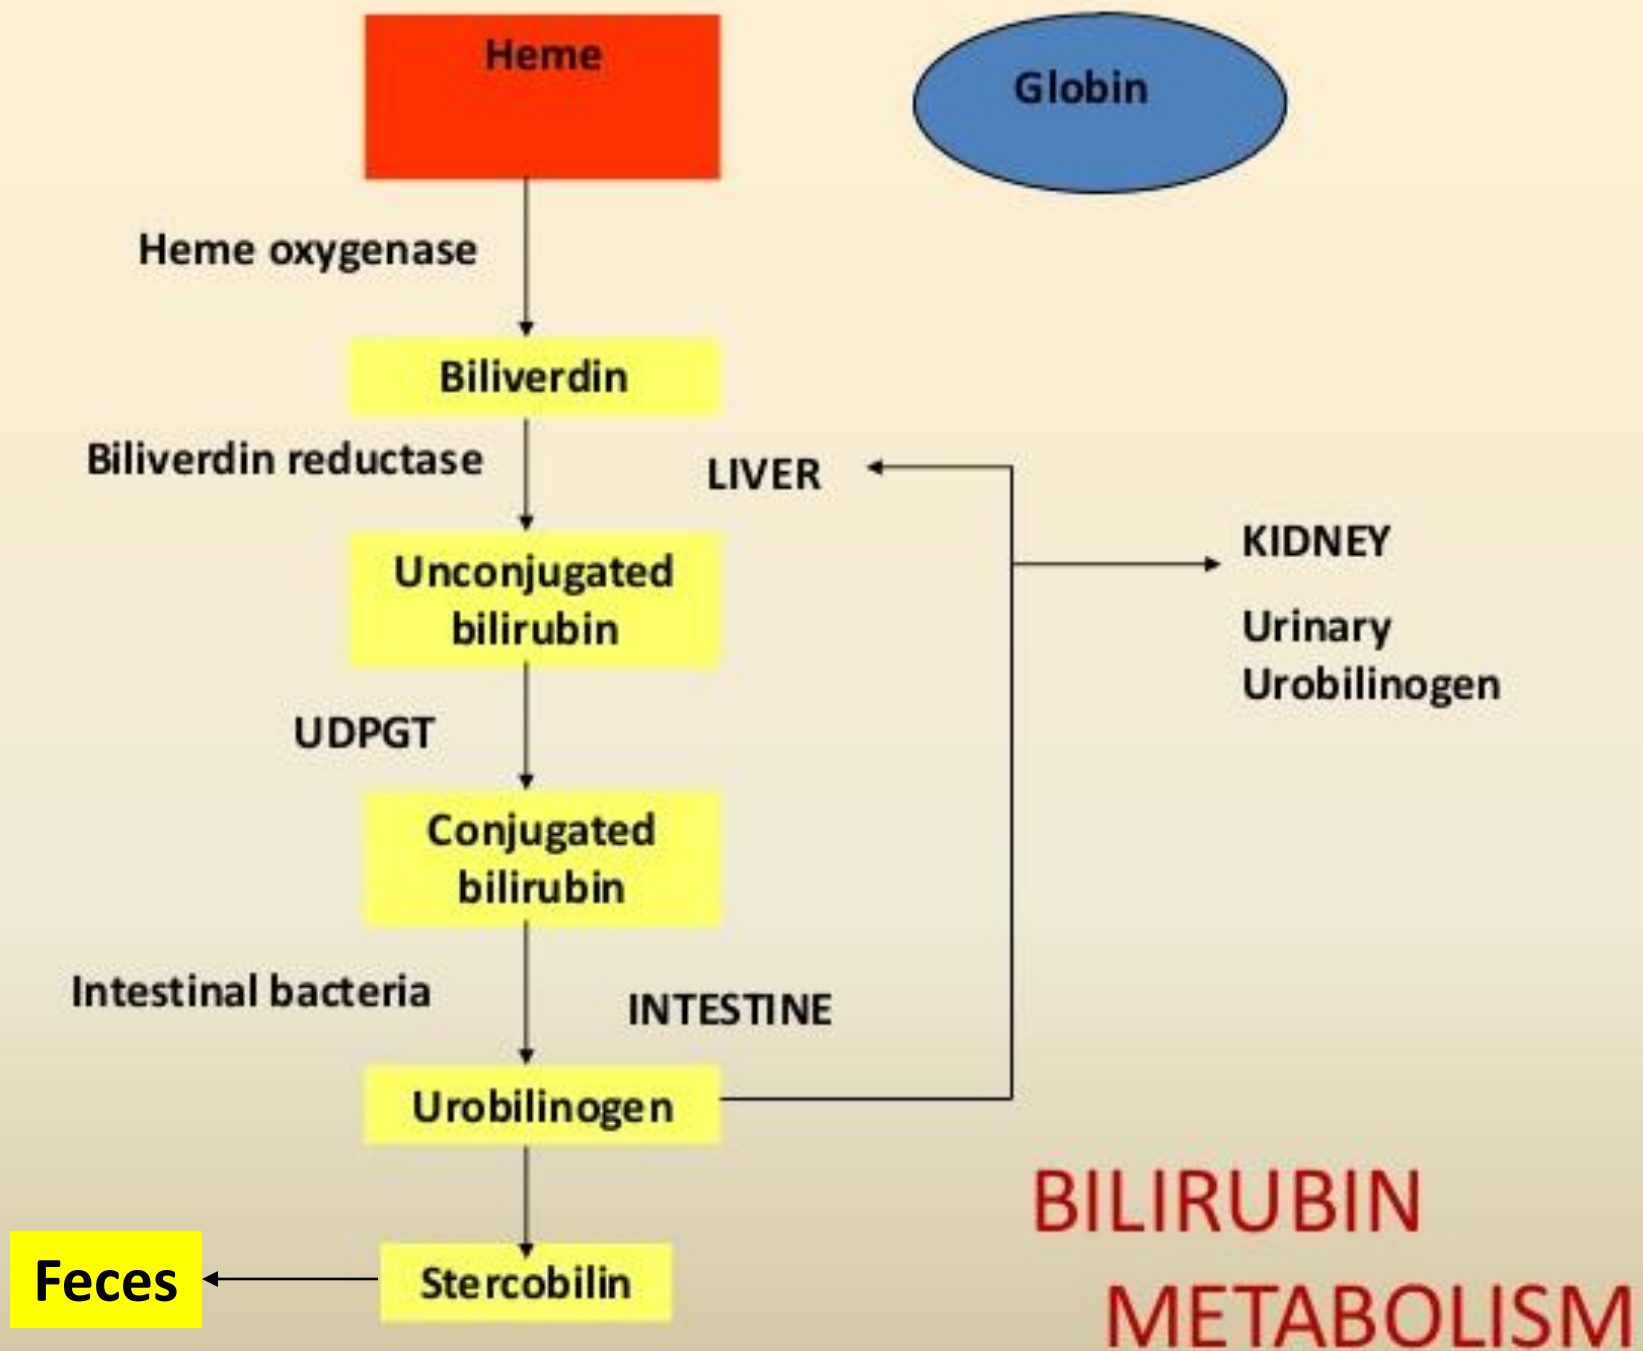 Heme
Globin
Heme oxygenase
Biliverdin
Biliverdin reductase
LIVER
KIDNEY
Urinary
Urobilinogen
Unconjugated
bilirubin
UDPGT
Conjugated
bilirubin
Intestinal bacteria
INTESTINE
Urobilinogen
BILIRUBIN
METABOLISM
Feces
Stercobilin